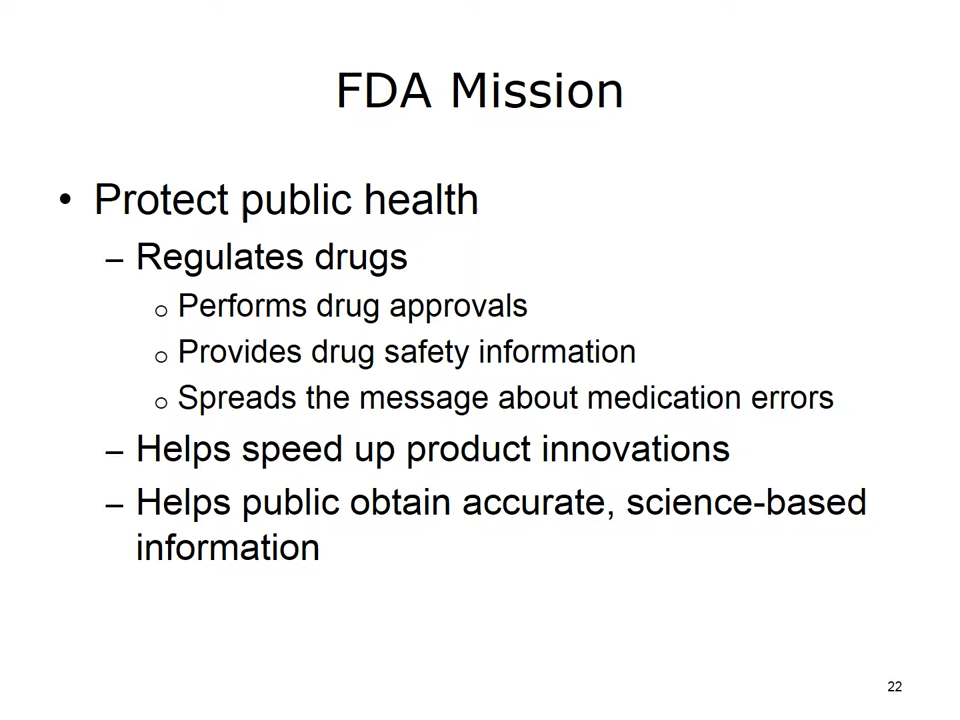 FDA Mission
• Protect public health
– Regulates drugs
o Performs drug approvals
o Provides drug safety information
o Spreads the message about medication errors
– Helps speed up product innovations
– Helps public obtain accurate, science-based
information
22